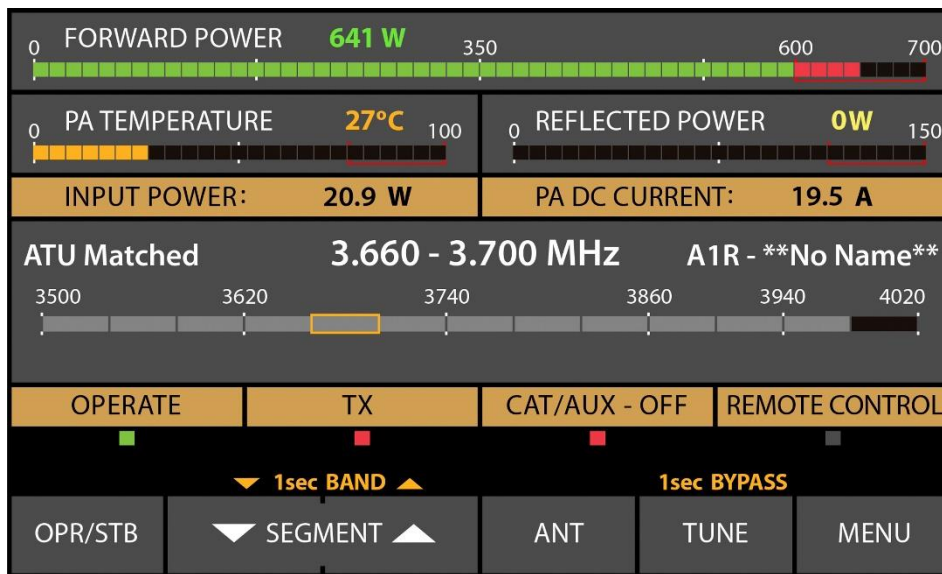 FORWARD POWER 641 W
0 350 600 700
PA TEMPERATURE 27°C
0 100
REFLECTED POWER 0W
0 150
INPUT POWER: 20.9 W
PA DC CURRENT: 19.5 A
ATU Matched 3.660 - 3.700 MHz A1R - **No Name**
3500 3620 3740 3860 3940 4020
OPERATE TX CAT/AUX - OFF REMOTE CONTROL
1sec BAND 1sec BYPASS
OPR/STB SEGMENT ANT TUNE MENU